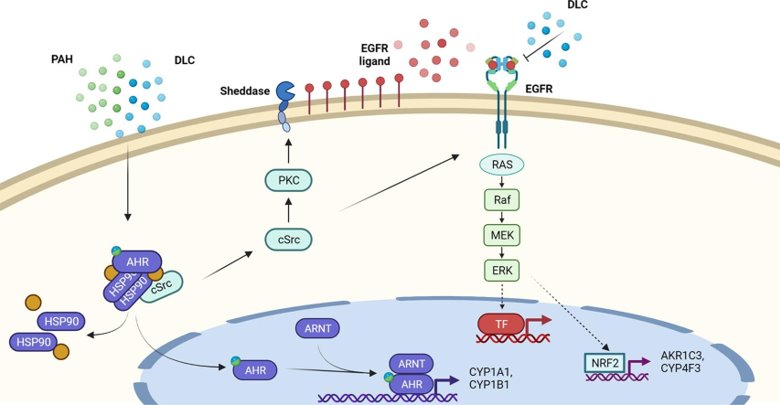 DLC
PAH
DLC
EGFR
ligand
Sheddase
EGFR
RAS
PKC
Raf
MEK
cSrc
ERK
AHR
HSP90
HSP90
cSrc
HSP90
HSP90
TF
ARNT
ARNT
AHR
AHR
CYP1A1,
CYP1B1
NRF2
AKR1C3,
CYP4F3